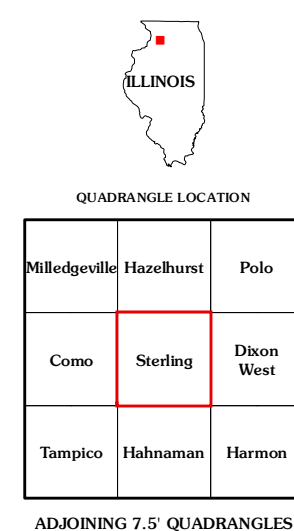 ILLINOIS
QUADRANGLE LOCATION
Milledgeville Hazelhurst Polo
Como Sterling Dixon
West
Tampico Hahnaman Harmon
ADJOINING 7.5' QUADRANGLES